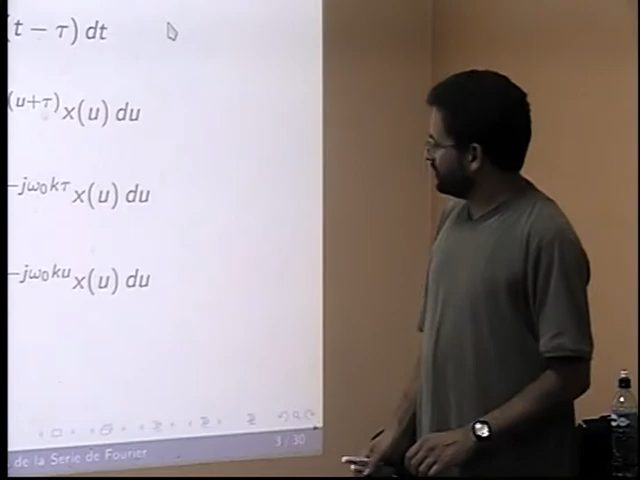 (t − τ) dt
(u+τ)x(u) du
−jω₀kτ x(u) du
−jω₀ku x(u) du
3 / 30
de la Serie de Fourier